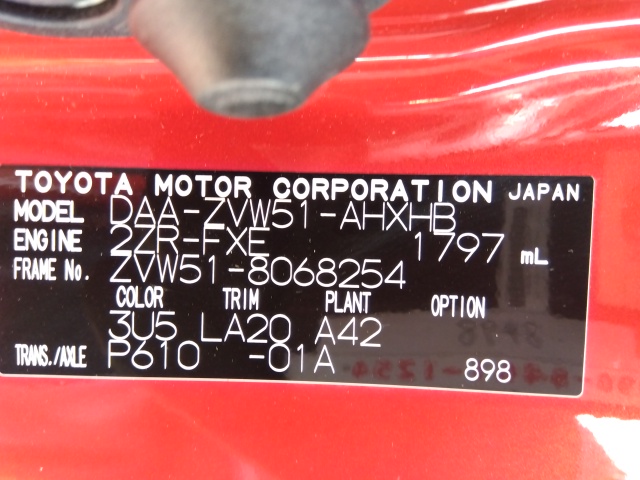 TOYOTA MOTOR CORPORATION JAPAN
MODEL DAA-ZVW51-AHXHB
ENGINE 2ZR-FXE 1797 mL
FRAME No. ZVW51-8068254
COLOR TRIM PLANT OPTION
3U5 LA20 A42
TRANS./AXLE P610 -01A 898